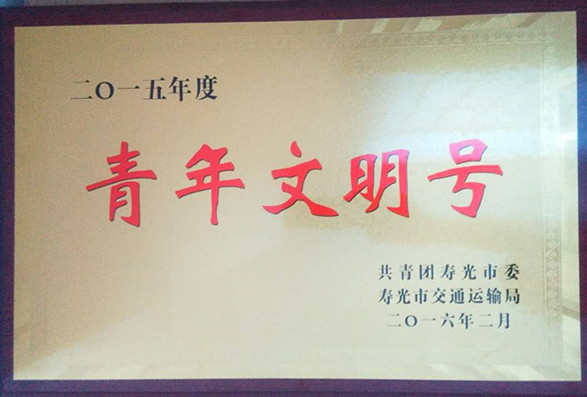 二〇一五年度
青年文明号
共青团寿光市委
寿光市交通运输局
二〇一六年二月